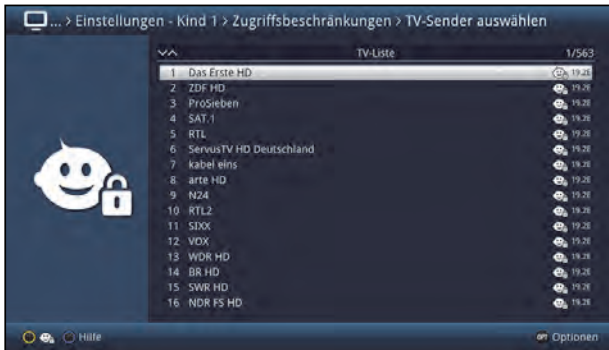 ... > Einstellungen - Kind 1 > Zugriffsbeschränkungen > TV-Sender auswählen
TV-Liste 1/563
1 Das Erste HD 19.2E
2 ZDF HD 19.2E
3 ProSieben 19.2E
4 SAT.1 19.2E
5 RTL 19.2E
6 ServusTV HD Deutschland 19.2E
7 kabel eins 19.2E
8 arte HD 19.2E
9 N24 19.2E
10 RTL2 19.2E
11 SIXX 19.2E
12 VOX 19.2E
13 WDR HD 19.2E
14 BR HD 19.2E
15 SWR HD 19.2E
16 NDR FS HD 19.2E
Hilfe OPT Optionen